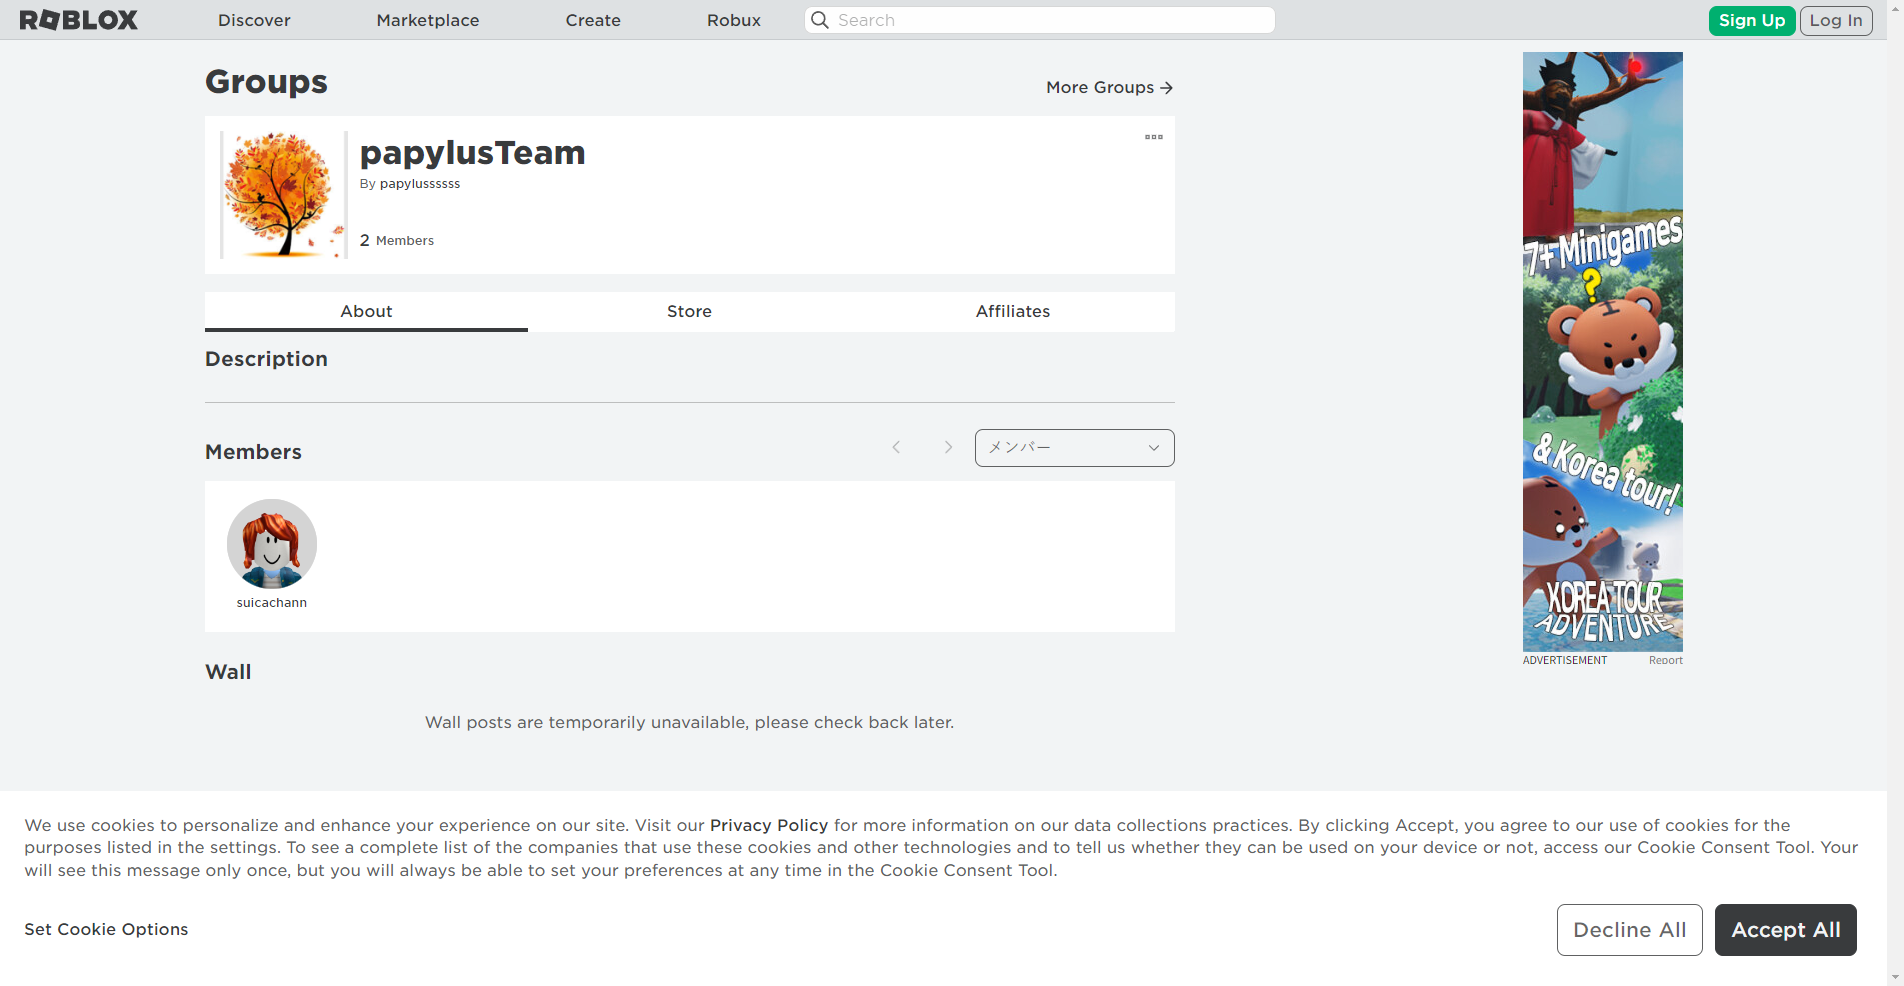 ROBLOX
Discover
Marketplace
Create
Robux
Search
Sign Up
Log In
Groups
More Groups
papylusTeam
By papylussssss
2 Members
About
Store
Affiliates
Description
Members
メンバー
suicachann
Wall
Wall posts are temporarily unavailable, please check back later.
7+ Minigames
?
& Korea tour!
KOREA TOUR
ADVENTURE
ADVERTISEMENT
Report
We use cookies to personalize and enhance your experience on our site. Visit our Privacy Policy for more information on our data collections practices. By clicking Accept, you agree to our use of cookies for the
purposes listed in the settings. To see a complete list of the companies that use these cookies and other technologies and to tell us whether they can be used on your device or not, access our Cookie Consent Tool. Your
will see this message only once, but you will always be able to set your preferences at any time in the Cookie Consent Tool.
Set Cookie Options
Decline All
Accept All